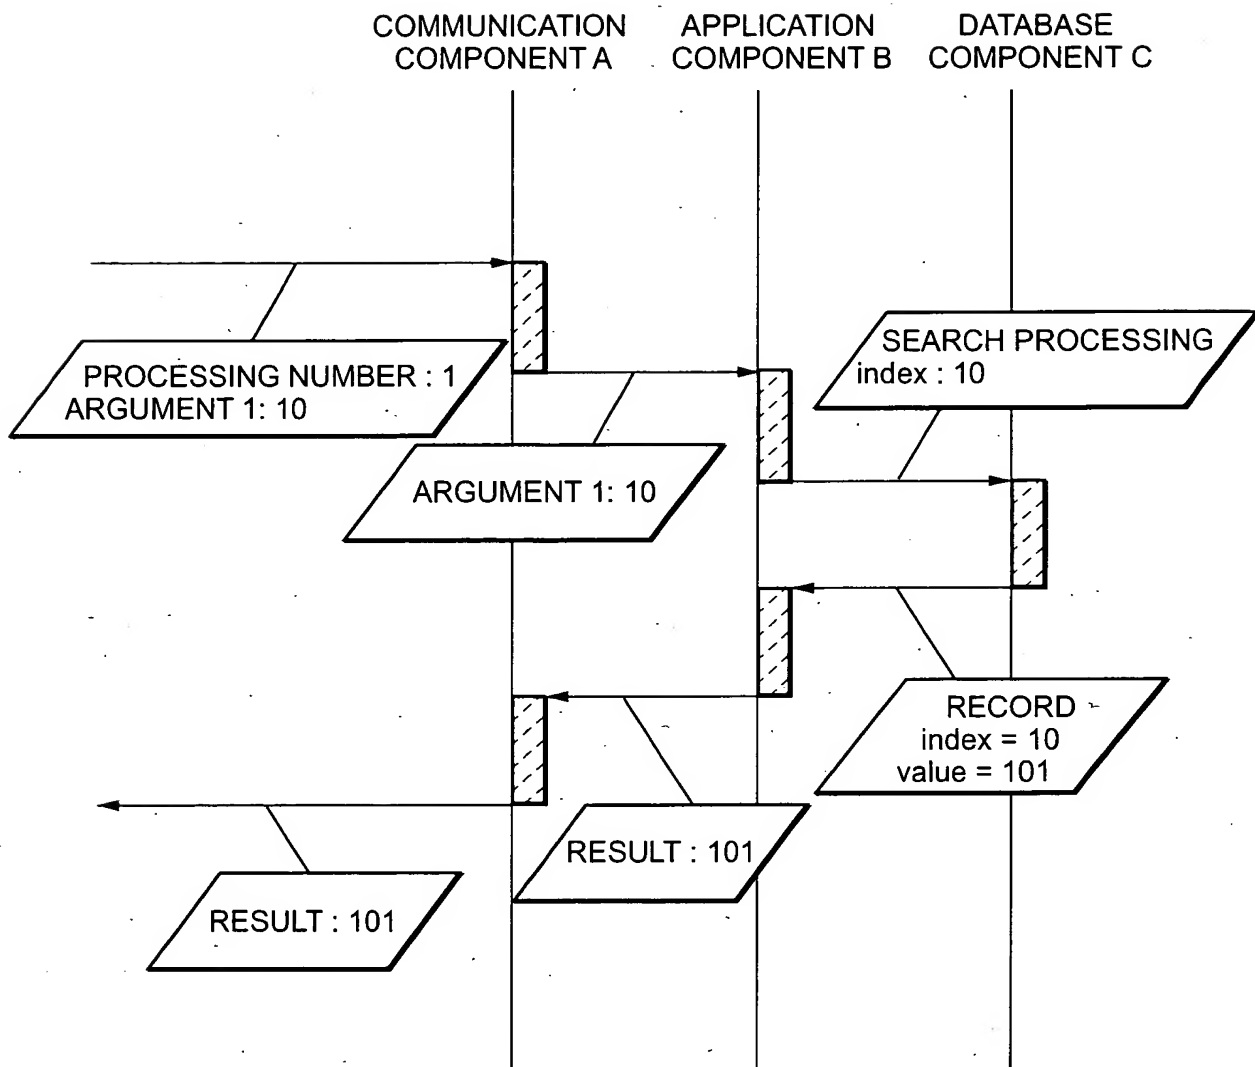 COMMUNICATION
COMPONENT A
APPLICATION
COMPONENT B
DATABASE
COMPONENT C
SEARCH PROCESSING
index : 10
PROCESSING NUMBER : 1
ARGUMENT 1: 10
ARGUMENT 1: 10
RECORD
index = 10
value = 101
RESULT : 101
RESULT : 101